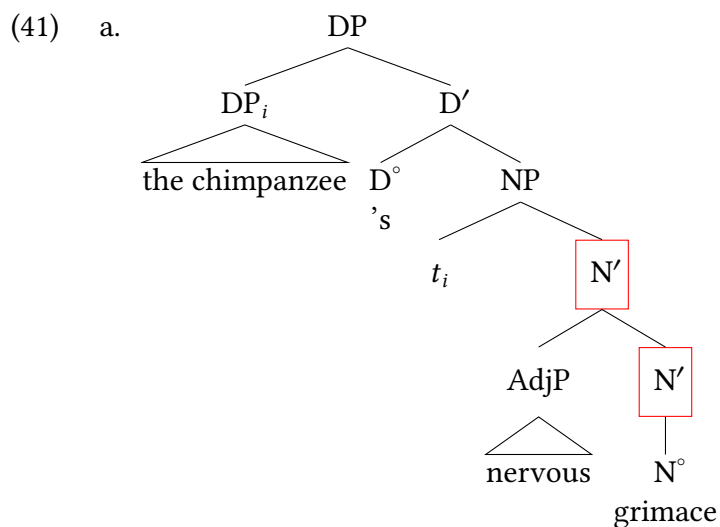 (41) a. DP
DP𝑖 D′
the chimpanzee D° NP
's
t𝑖 N′
AdjP N′
nervous N°
grimace